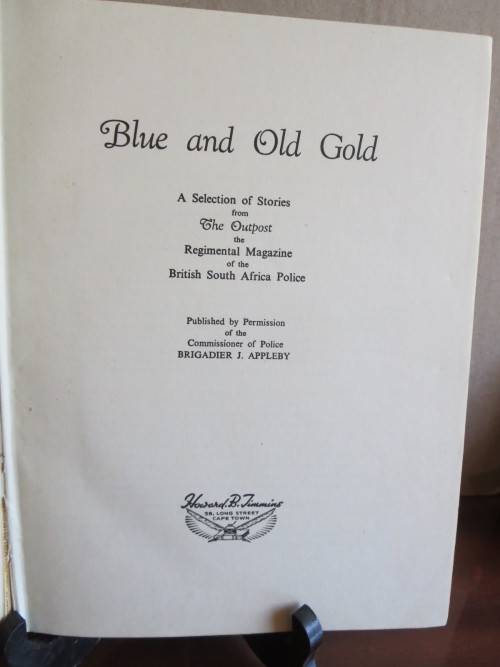 Blue and Old Gold
A Selection of Stories
from
The Outpost
the
Regimental Magazine
of the
British South Africa Police
Published by Permission
of the
Commissioner of Police
BRIGADIER J. APPLEBY
Howard. B. Timmins
58, LONG STREET
CAPE TOWN